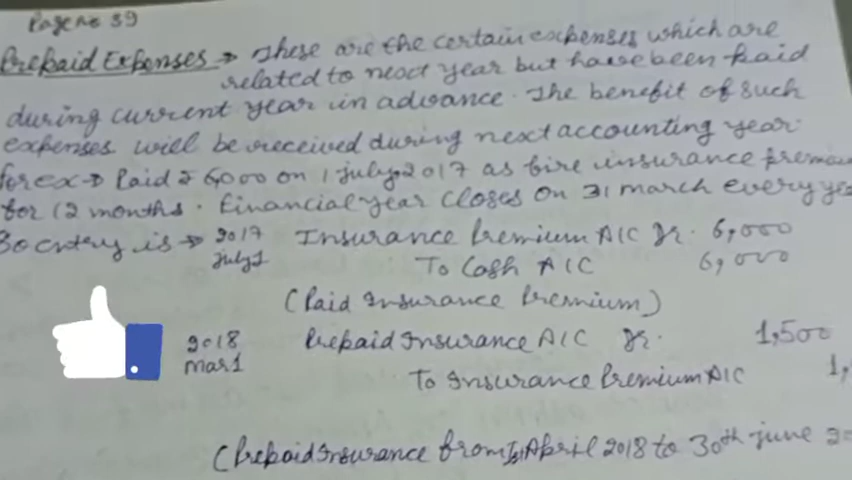 Page no 39
Prepaid Expenses → These are the certain expenses which are
related to next year but have been paid
during current year in advance. The benefit of such
expenses will be received during next accounting year.
for ex → Paid ₹ 6,000 on 1 July, 2017 as fire insurance premium
for 12 months. Financial year closes on 31 march every
So entry is → 2017 Insurance Premium A/C Dr. 6,000
July 1 To Cash A/C 6,000
(Paid Insurance Premium)
2018 Prepaid Insurance A/C Dr. 1,500
Mar 1 To Insurance Premium A/C 1,
(Prepaid Insurance from 1st April 2018 to 30th June 20